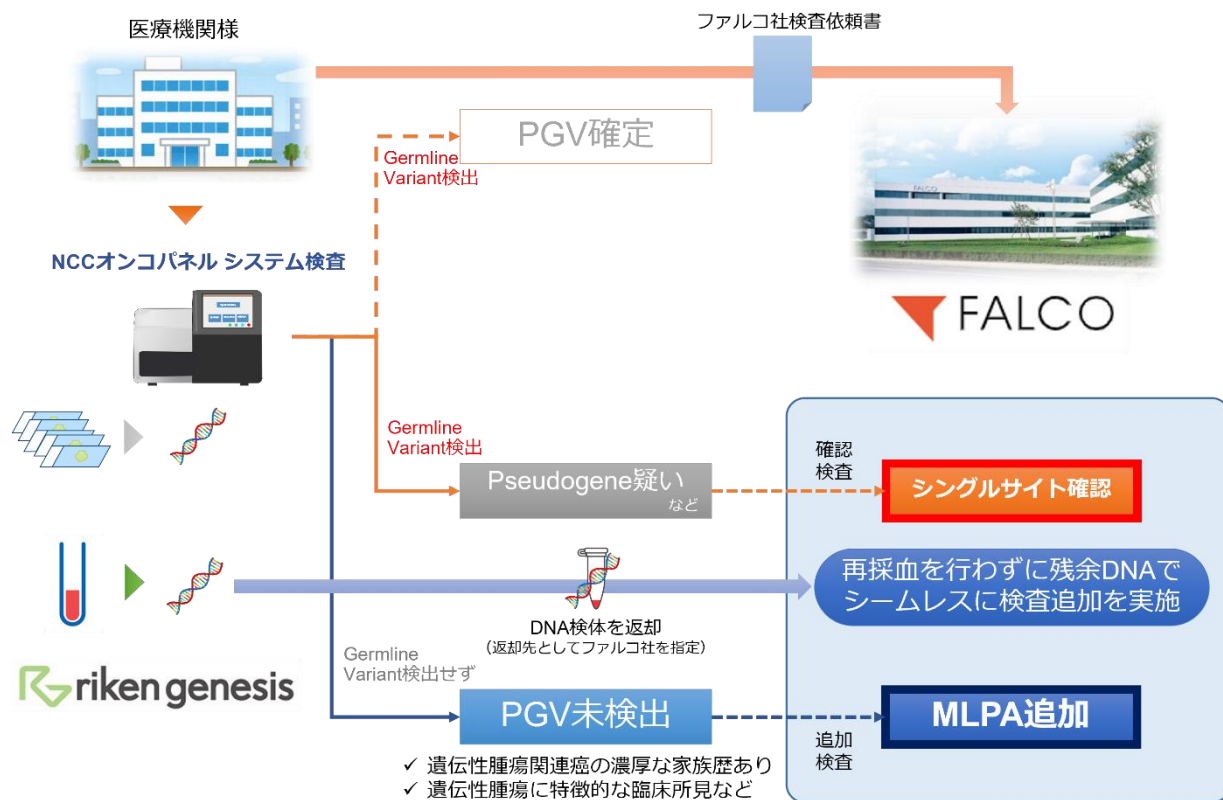 医療機関様
ファルコ社検査依頼書
PGV確定
Germline
Variant検出
FALCO
NCCオンコパネル システム検査
FALCO
Germline
Variant検出
確認
検査
Pseudogene疑い
など
シングルサイト確認
再採血を行わずに残余DNAで
シームレスに検査追加を実施
DNA検体を返却
(返却先としてファルコ社を指定)
riken genesis
Germline
Variant検出せず
PGV未検出
MLPA追加
追加
検査
✓ 遺伝性腫瘍関連癌の濃厚な家族歴あり
✓ 遺伝性腫瘍に特徴的な臨床所見など